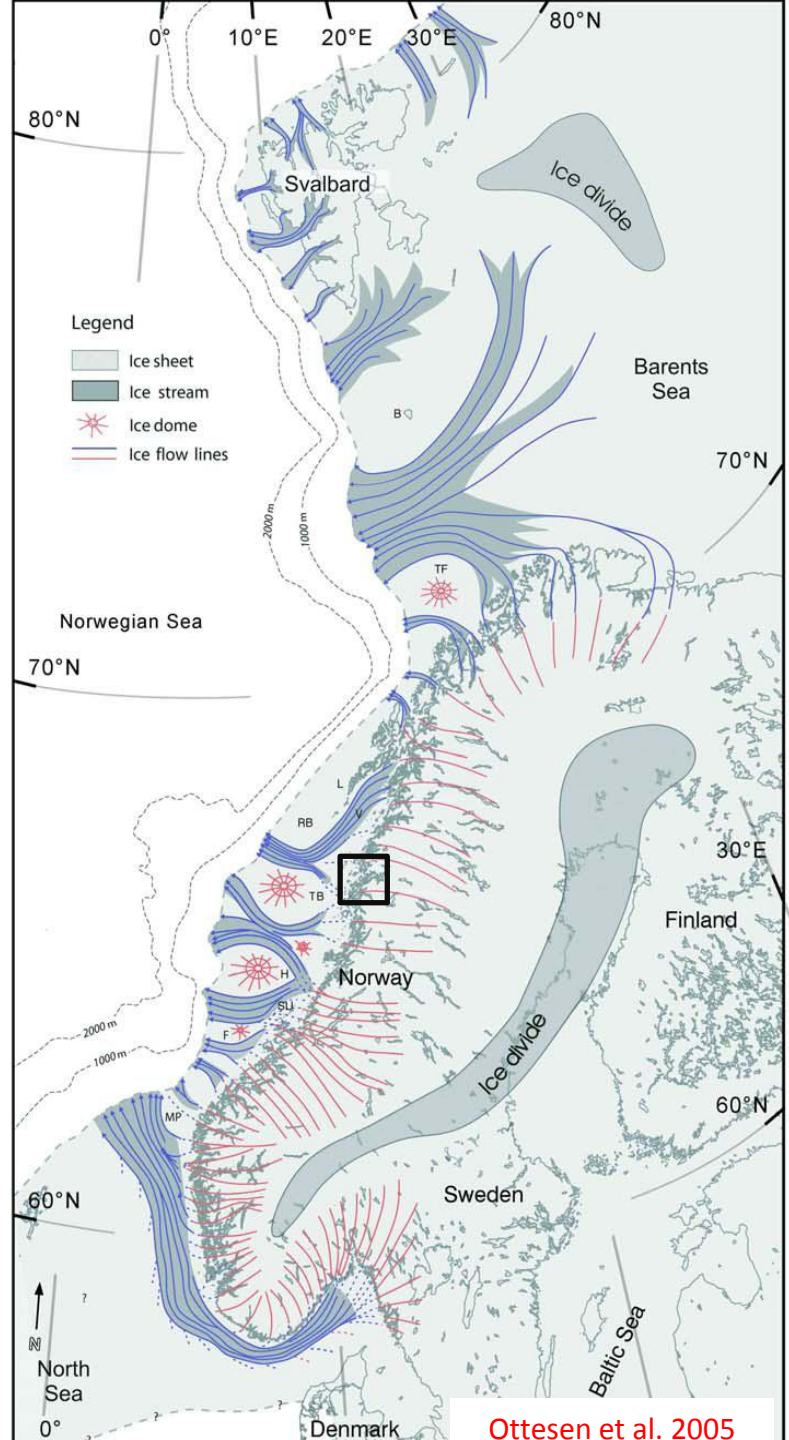 0°
10°E
20°E
30°E
80°N
80°N
Svalbard
Ice divide
Legend
Ice sheet
Ice stream
Ice dome
Ice flow lines
Barents
Sea
B
70°N
2000 m
1000 m
TF
Norwegian Sea
70°N
L
V
RB
30°E
TB
Finland
H
Norway
SU
2000 m
F
1000 m
Ice divide
MP
60°N
60°N
Sweden
?
N
North
Sea
Baltic Sea
?
?
?
0°
Denmark
Ottesen et al. 2005